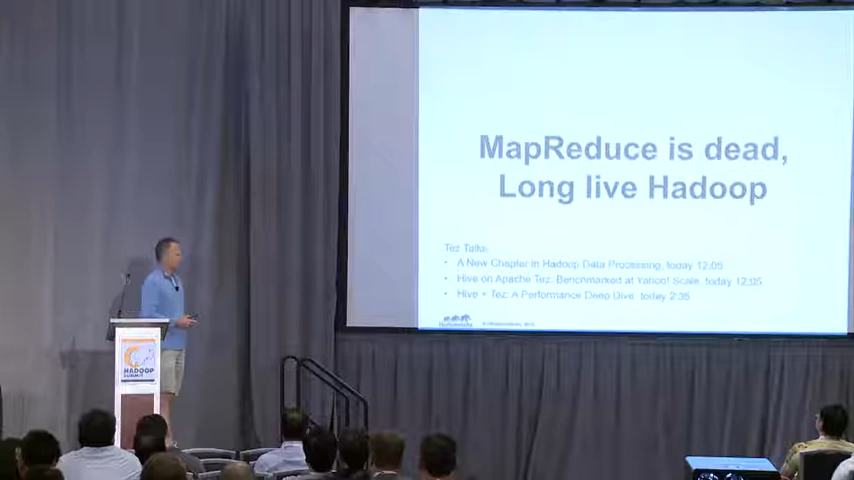 MapReduce is dead,
Long live Hadoop
Tez Talks:
• A New Chapter in Hadoop Data Processing, today 12.05
• Hive on Apache Tez: Benchmarked at Yahoo! Scale, today 12:05
• Hive + Tez: A Performance Deep Dive, today 2:35
Hortonworks
HADOOP
SUMMIT